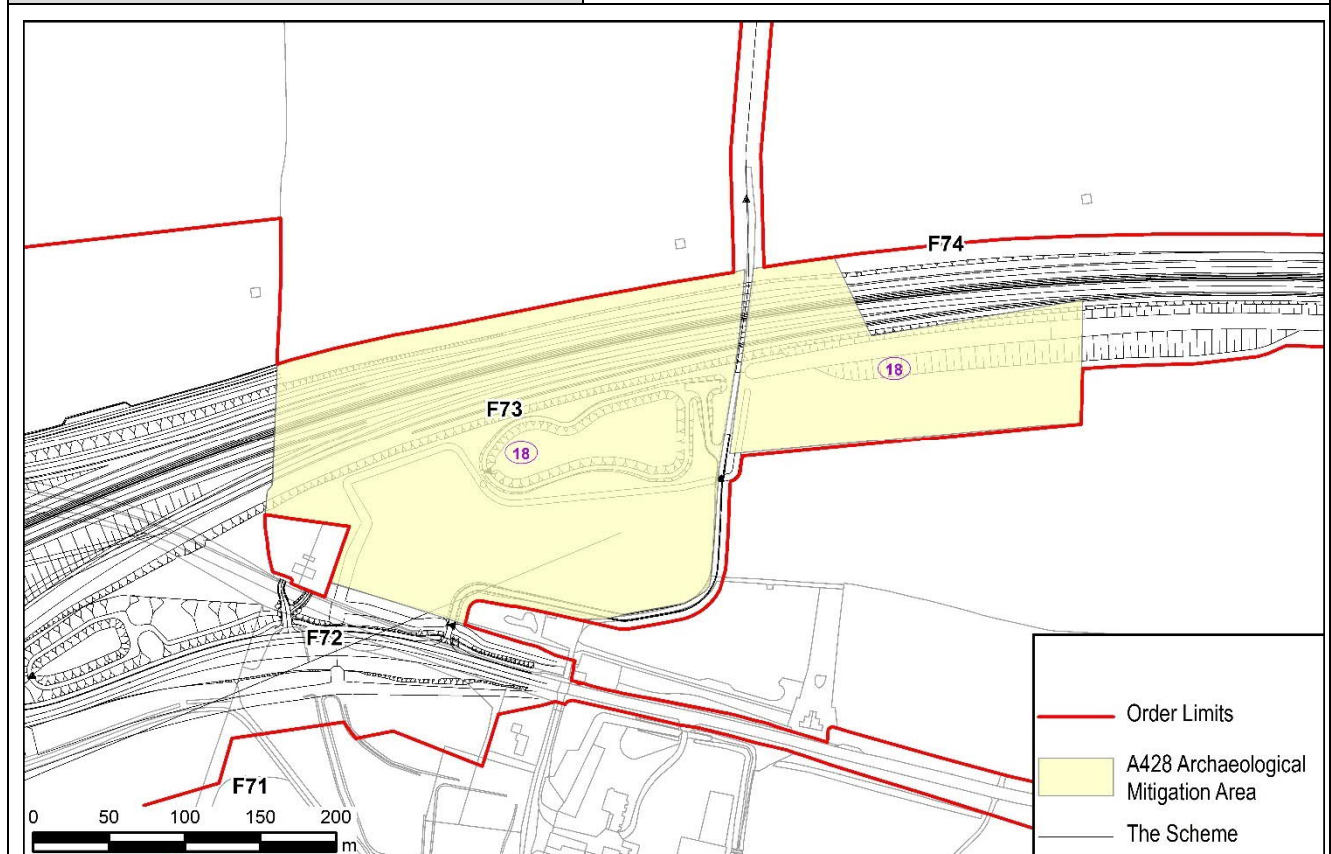 F74
18
F73
18
F72
F71
0 50 100 150 200
m
Order Limits
A428 Archaeological
Mitigation Area
The Scheme